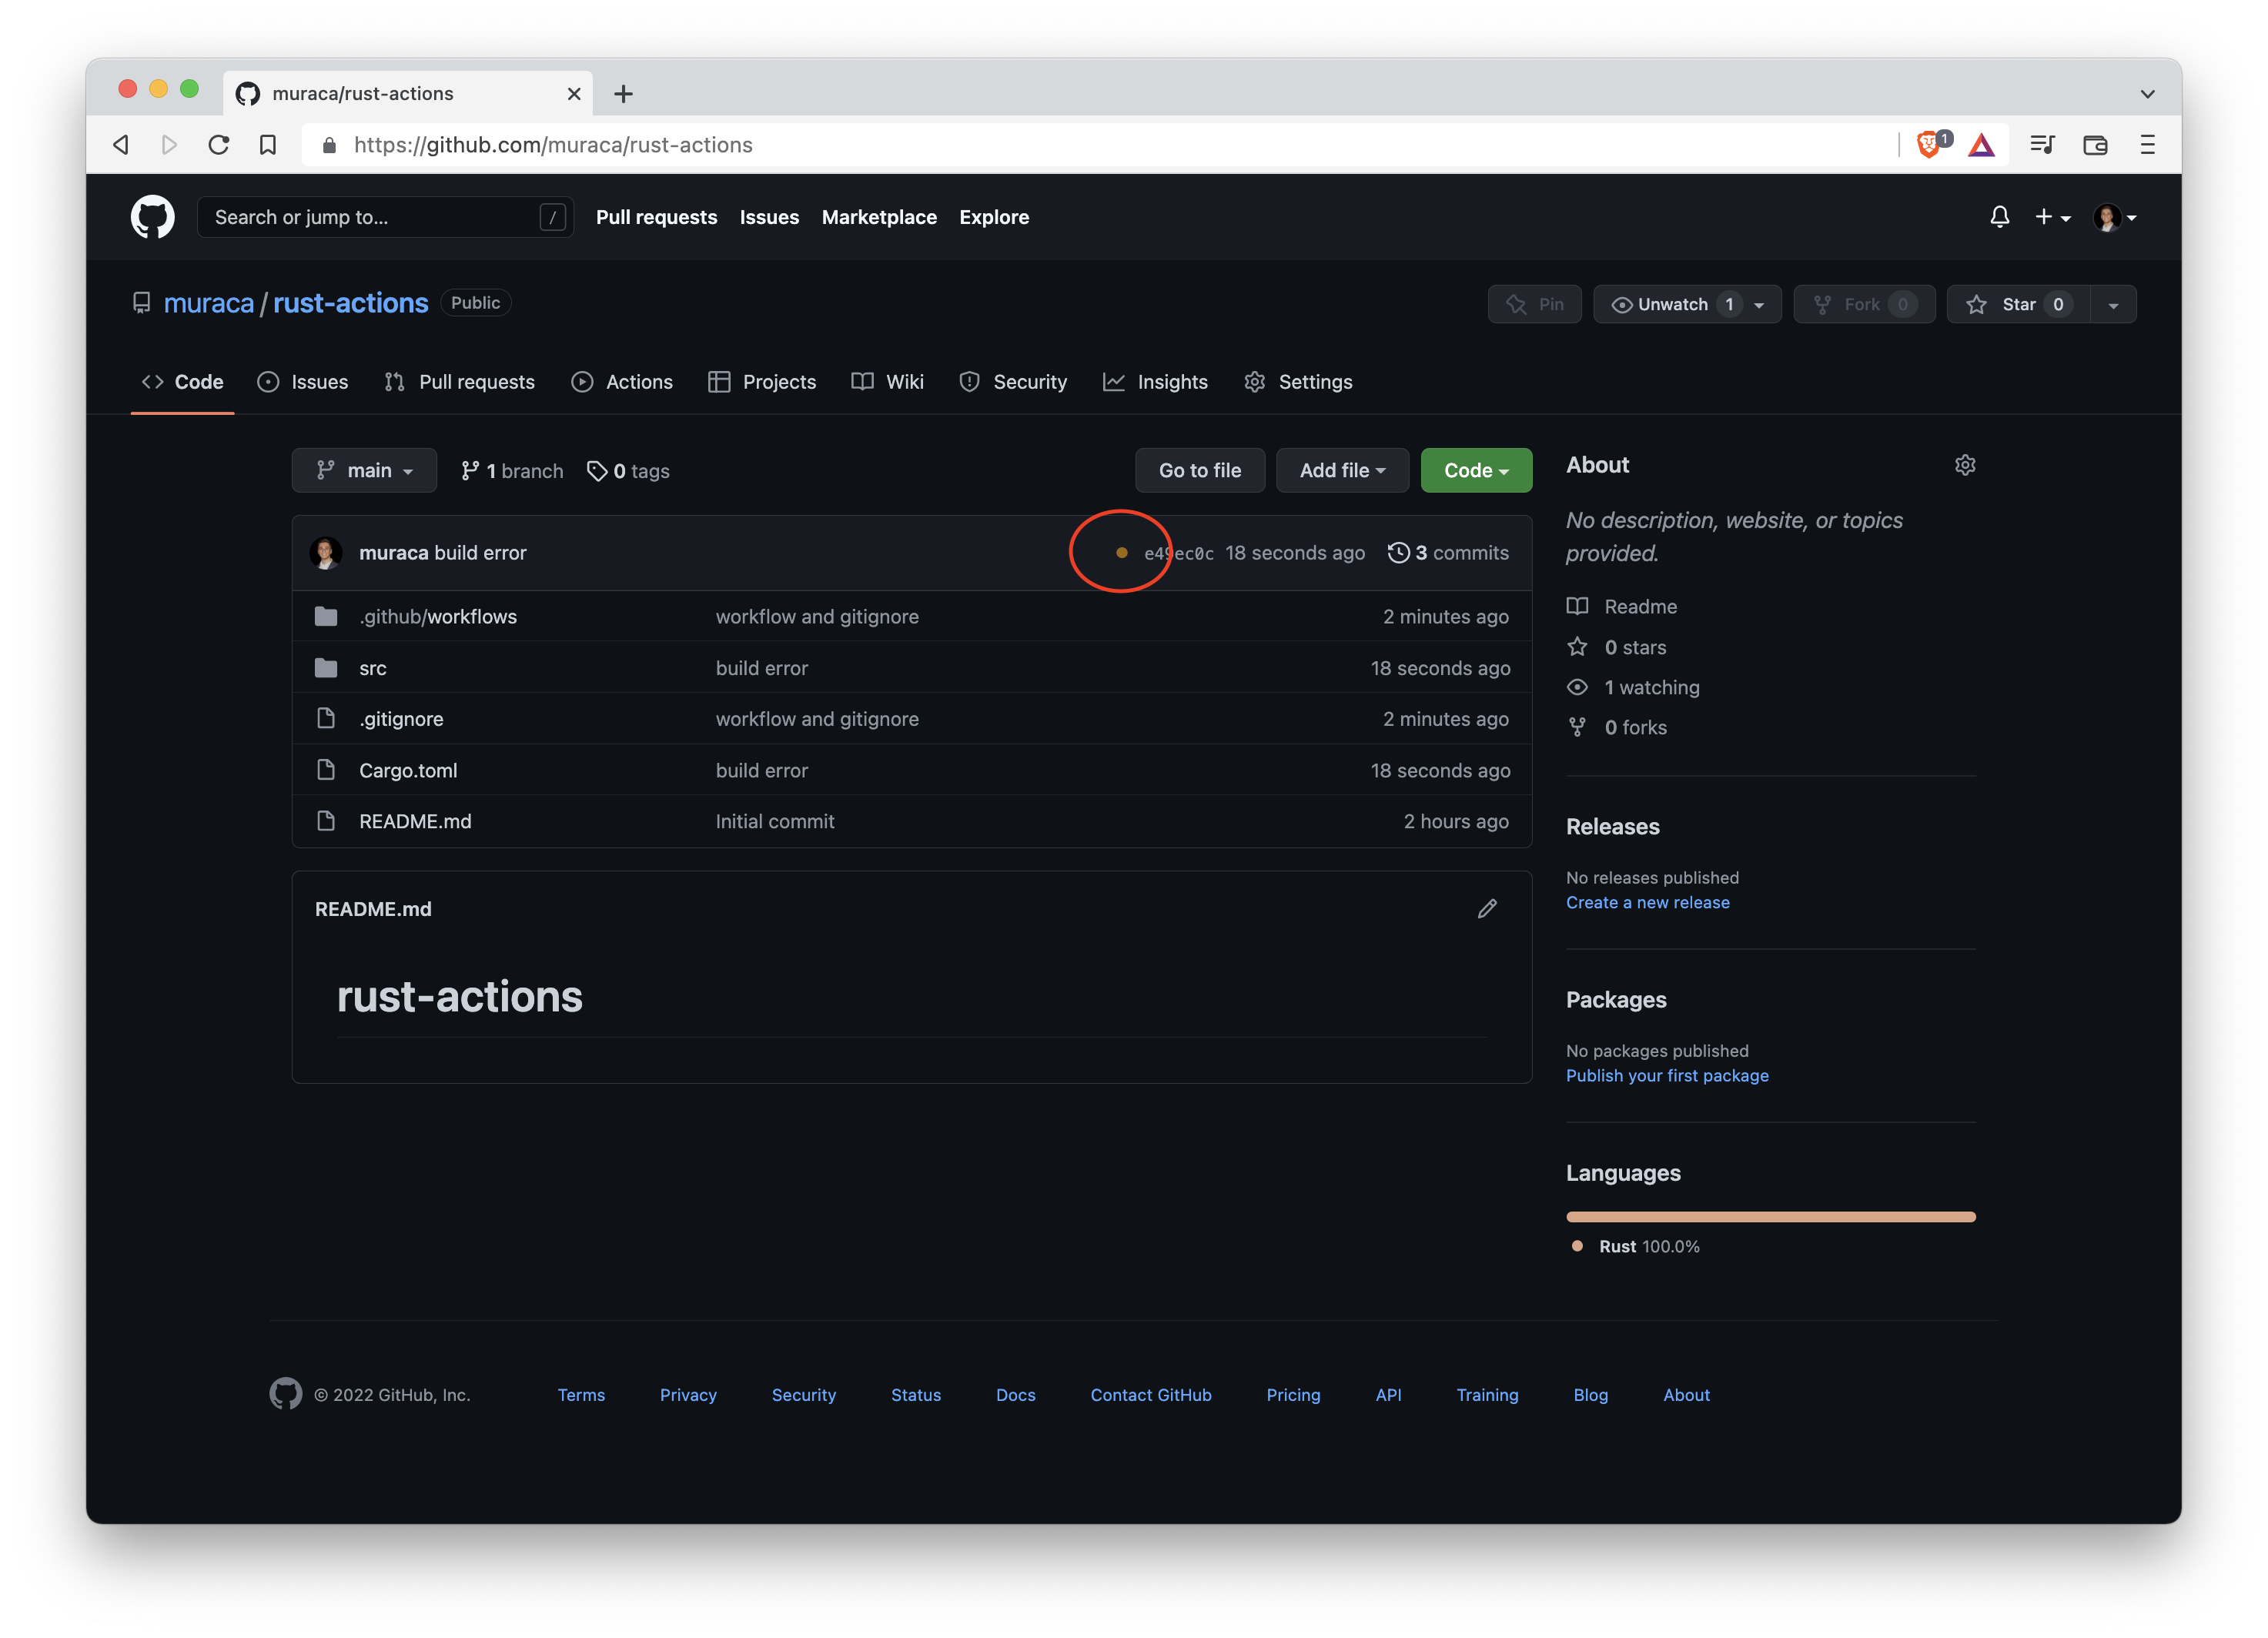 muraca/rust-actions
https://github.com/muraca/rust-actions
1
Search or jump to...
/
Pull requests
Issues
Marketplace
Explore
muraca / rust-actions
Public
Pin
Unwatch 1
Fork 0
Star 0
Code
Issues
Pull requests
Actions
Projects
Wiki
Security
Insights
Settings
main
1 branch
0 tags
Go to file
Add file
Code
muraca build error
e49ec0c 18 seconds ago
3 commits
.github/workflows
workflow and gitignore
2 minutes ago
src
build error
18 seconds ago
.gitignore
workflow and gitignore
2 minutes ago
Cargo.toml
build error
18 seconds ago
README.md
Initial commit
2 hours ago
README.md
rust-actions
About
No description, website, or topics
provided.
Readme
0 stars
1 watching
0 forks
Releases
No releases published
Create a new release
Packages
No packages published
Publish your first package
Languages
Rust 100.0%
© 2022 GitHub, Inc.
Terms
Privacy
Security
Status
Docs
Contact GitHub
Pricing
API
Training
Blog
About